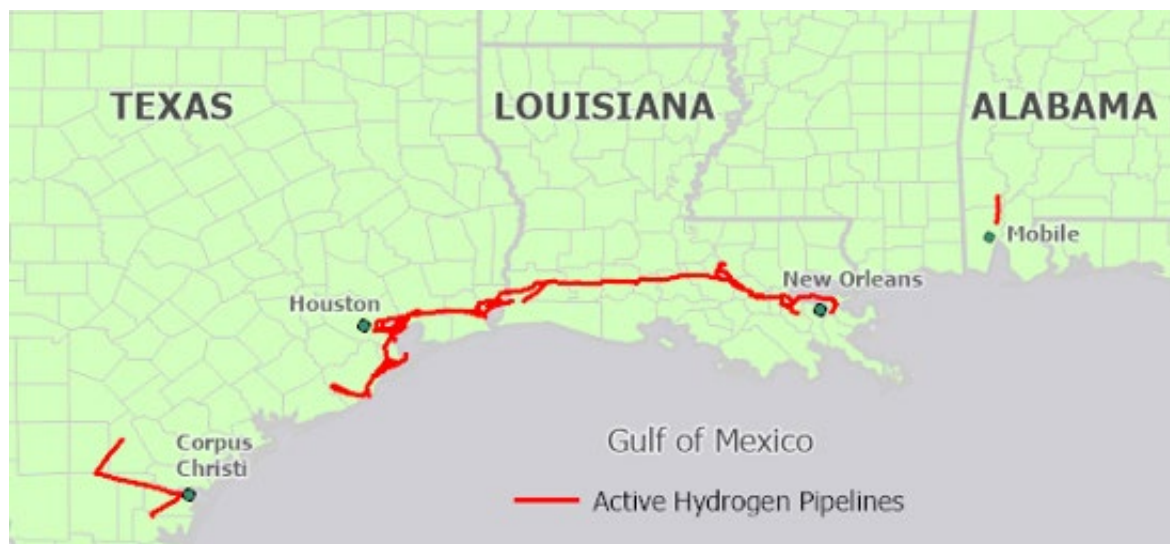 TEXAS
LOUISIANA
ALABAMA
Mobile
New Orleans
Houston
Corpus
Christi
Gulf of Mexico
Active Hydrogen Pipelines